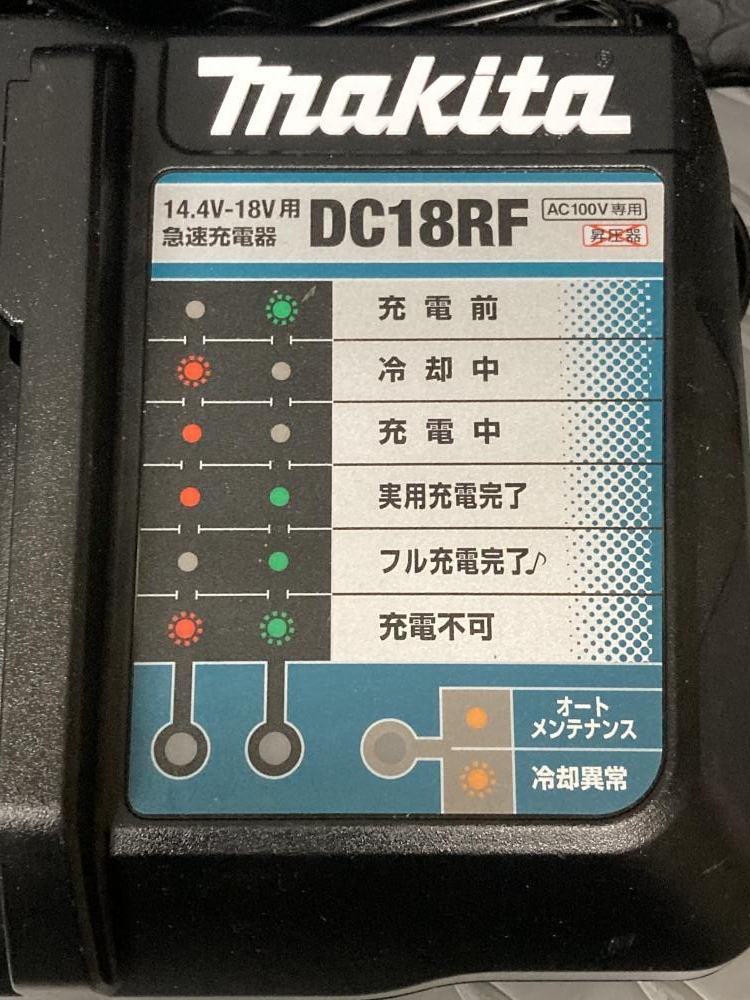 makita®
14.4V-18V用
急速充電器
DC18RF
AC100V専用
昇圧器
充電前
冷却中
充電中
実用充電完了
フル充電完了♪
充電不可
オート
メンテナンス
冷却異常